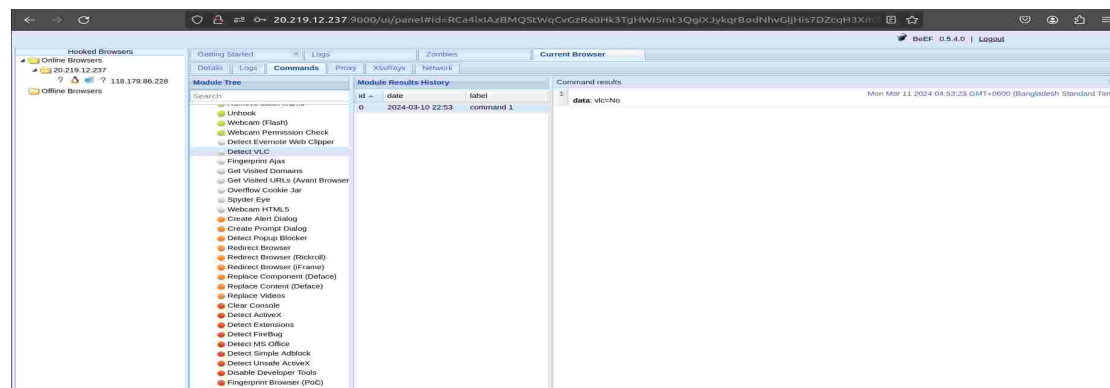 20.219.12.237:9000/ui/panel#id=
BeEF 0.5.4.0 | Logout
Hooked Browsers
Online Browsers
20.219.12.237
? ? 118.179.86.228
Offline Browsers
Getting Started Logs Zombies Current Browser
Details Logs Commands Proxy XssRays Network
Module Tree
Search
Unhook
Webcam (Flash)
Webcam Permission Check
Detect Evernote Web Clipper
Detect VLC
Fingerprint Ajax
Get Visited Domains
Get Visited URLs (Avant Browser
Overflow Cookie Jar
Spyder Eye
Webcam HTML5
Create Alert Dialog
Create Prompt Dialog
Detect Popup Blocker
Redirect Browser
Redirect Browser (Rickroll)
Redirect Browser (iFrame)
Replace Component (Deface)
Replace Content (Deface)
Replace Videos
Clear Console
Detect ActiveX
Detect Extensions
Detect FireBug
Detect MS Office
Detect Simple Adblock
Detect Unsafe ActiveX
Disable Developer Tools
Fingerprint Browser (PoC)
Module Results History
id date label
0 2024-03-10 22:53 command 1
Command results
1 Mon Mar 11 2024 04:53:23 GMT+0600 (Bangladesh Standard Tim
data: vlc=No